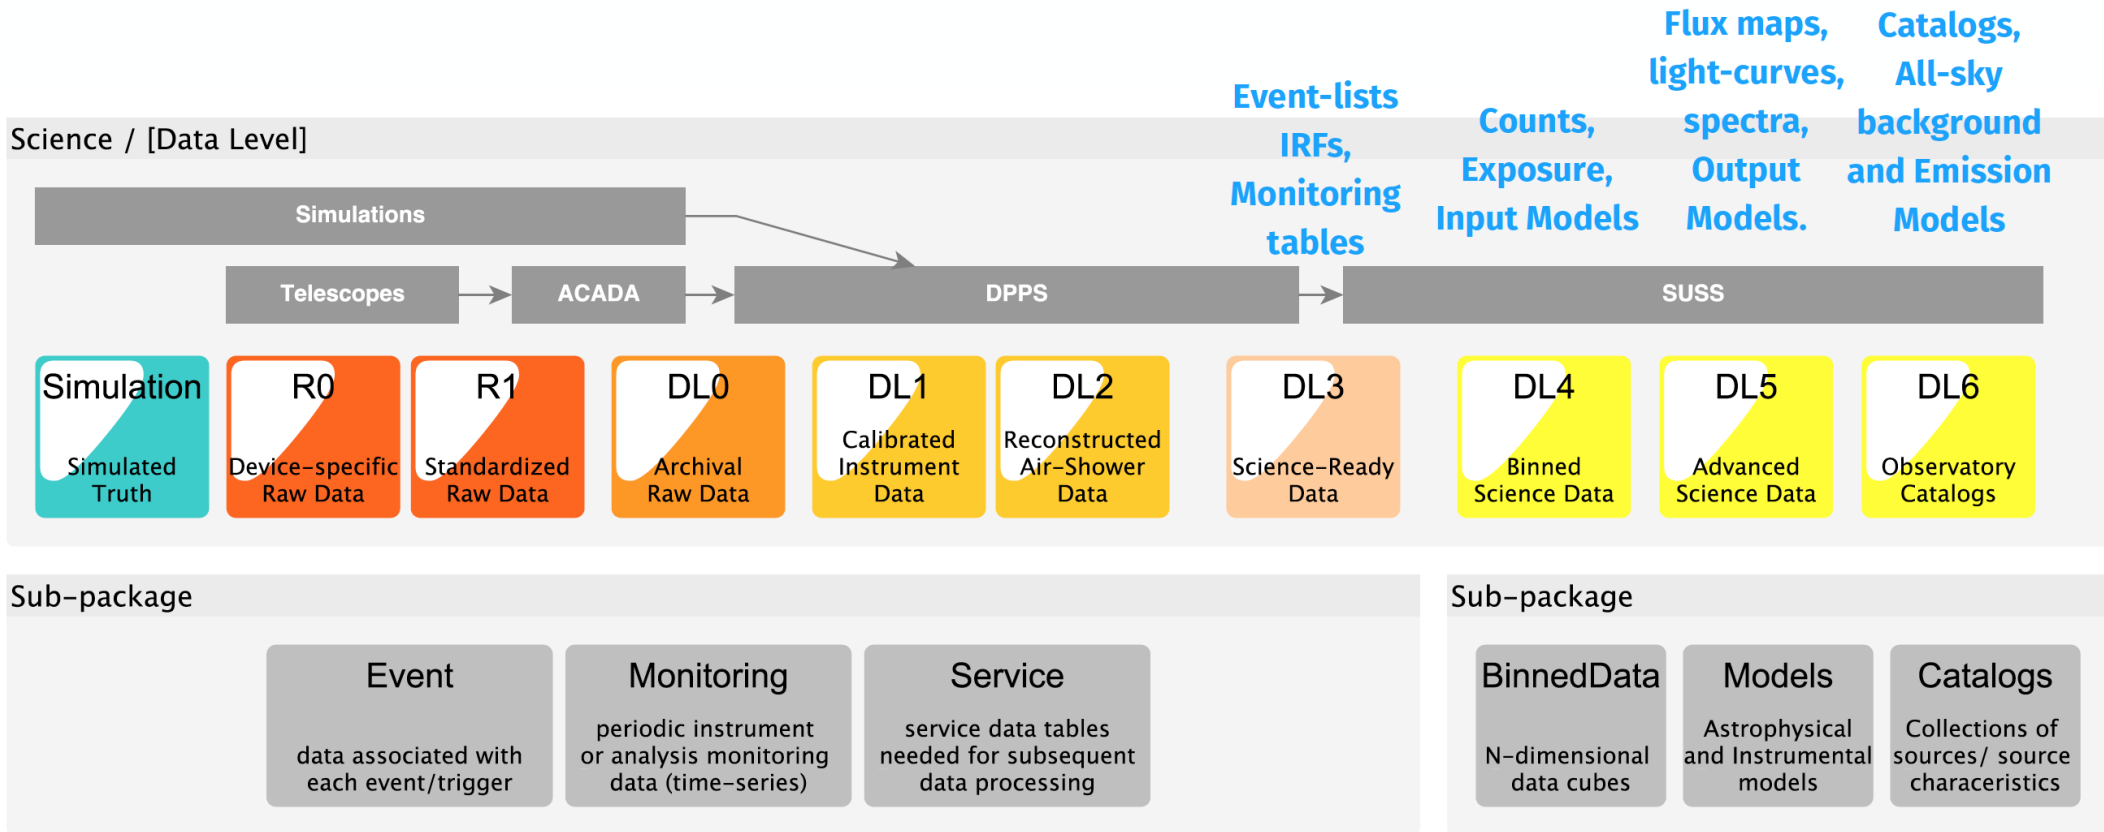 Flux maps,
light-curves,
spectra,
Output
Models.
Catalogs,
All-sky
background
and Emission
Models
Event-lists
IRFs,
Monitoring
tables
Counts,
Exposure,
Input Models
Science / [Data Level]
Simulations
Telescopes
ACADA
DPPS
SUSS
Simulation
Simulated
Truth
R0
Device-specific
Raw Data
R1
Standardized
Raw Data
DL0
Archival
Raw Data
DL1
Calibrated
Instrument
Data
DL2
Reconstructed
Air-Shower
Data
DL3
Science-Ready
Data
DL4
Binned
Science Data
DL5
Advanced
Science Data
DL6
Observatory
Catalogs
Sub-package
Event
data associated with
each event/trigger
Monitoring
periodic instrument
or analysis monitoring
data (time-series)
Service
service data tables
needed for subsequent
data processing
Sub-package
BinnedData
N-dimensional
data cubes
Models
Astrophysical
and Instrumental
models
Catalogs
Collections of
sources/ source
characeristics